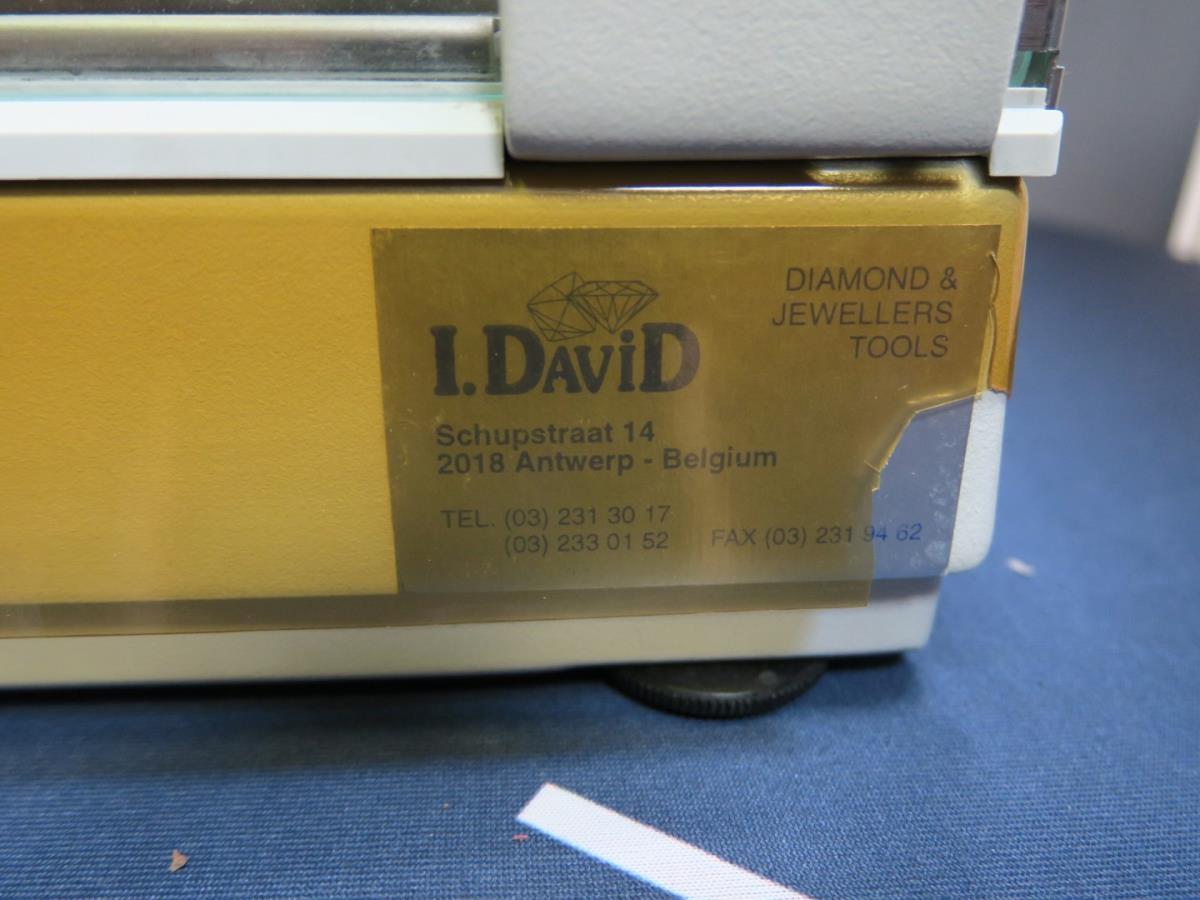 DIAMOND &
JEWELLERS
TOOLS
I.DAViD
Schupstraat 14
2018 Antwerp - Belgium
TEL. (03) 231 30 17
(03) 233 01 52 FAX (03) 231 94 62